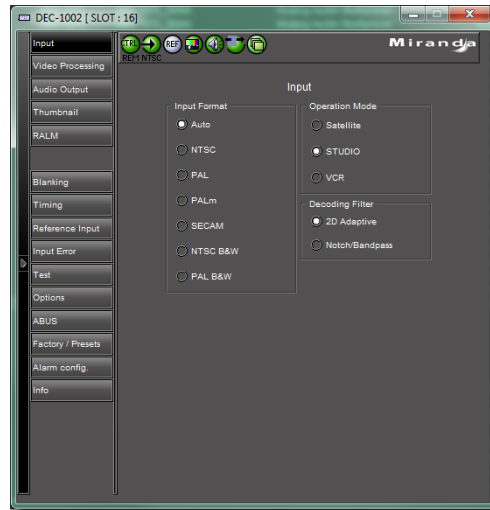 DEC-1002 [ SLOT : 16]
Input
Video Processing
Audio Output
Thumbnail
RALM
Blanking
Timing
Reference Input
Input Error
Test
Options
ABUS
Factory / Presets
Alarm config.
Info
CTRL
REF
REM NTSC
Miranda
Input
Input Format
Auto
NTSC
PAL
PALm
SECAM
NTSC B&W
PAL B&W
Operation Mode
Satellite
STUDIO
VCR
Decoding Filter
2D Adaptive
Notch/Bandpass